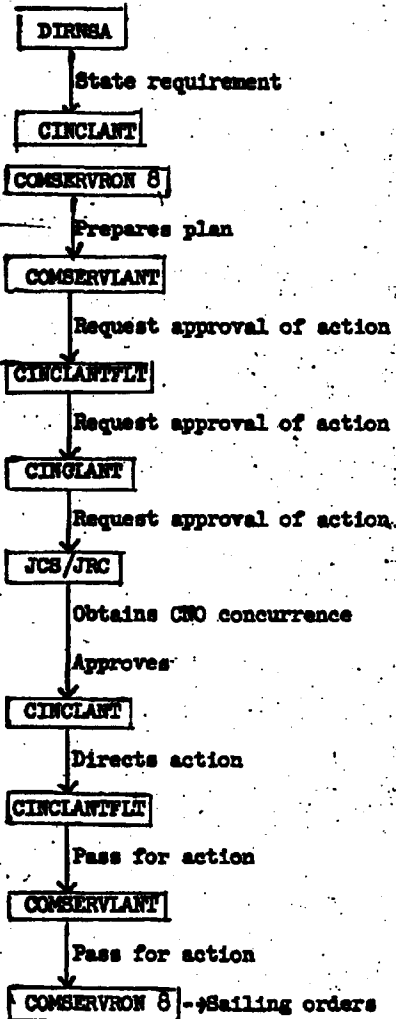 DIRNSA
State requirement
CINCLANT
COMSERVRON 8
Prepares plan
COMSERVLANT
Request approval of action
CINCLANTFLT
Request approval of action
CINCLANT
Request approval of action
JCS/JRC
Obtains CNO concurrence
Approves
CINCLANT
Directs action
CINCLANTFLT
Pass for action
COMSERVLANT
Pass for action
COMSERVRON 8 → Sailing orders